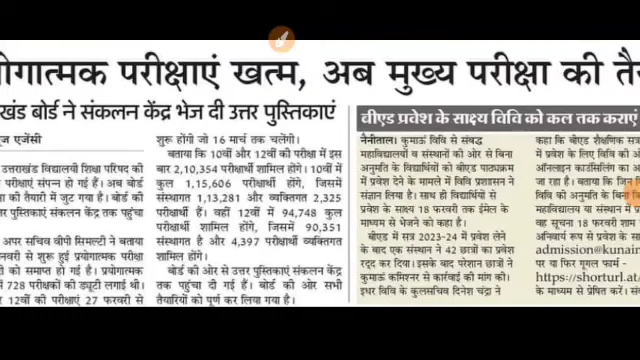 परीक्षाएं खत्म, अब मुख्य परीक्षा की
बोर्ड ने संकलन केंद्र भेज दी उत्तर पुस्तिकाएं
एजेंसी
उत्तराखंड विद्यालयी शिक्षा परिषद की
परीक्षाएं संपन्न हो गई हैं। अब बोर्ड
की तैयारी में जुट गया है। बोर्ड
पुस्तिकाएं संकलन केंद्र तक पहुंचा
अपर सचिव वीपी सिमल्टी ने बताया
से शुरू हुई प्रयोगात्मक परीक्षा
को समाप्त हो गई है। प्रयोगात्मक
728 परीक्षकों की ड्यूटी लगाई थी।
12वीं की परीक्षाएं 27 फरवरी से
शुरू होंगी जो 16 मार्च तक चलेंगी।
बताया कि 10वीं और 12वीं की परीक्षा में इस
बार 2,10,354 परीक्षार्थी शामिल होंगे। 10वीं में
कुल 1,15,606 परीक्षार्थी होंगे, जिसमें
संस्थागत 1,13,281 और व्यक्तिगत 2,325
परीक्षार्थी हैं। वहीं 12वीं में 94,748 कुल
परीक्षार्थी शामिल होंगे, जिसमें 90,351
संस्थागत है और 4,397 परीक्षार्थी व्यक्तिगत
शामिल होंगे।
बोर्ड की ओर से उत्तर पुस्तिकाएं संकलन केंद्र
तक पहुंचा दी गई हैं। बोर्ड की ओर सभी
तैयारियों को पूर्ण कर लिया गया है।
बीएड प्रवेश के साक्ष्य विवि को कल तक कराएं
नैनीताल। कुमाऊं विवि से संबद्ध
महाविद्यालयों व संस्थानों की ओर से बिना
अनुमति के विद्यार्थियों को बीएड पाठ्यक्रम
में प्रवेश देने के मामले में विवि प्रशासन ने
संज्ञान लिया है। साथ ही विद्यार्थियों से
प्रवेश के साक्ष्य 18 फरवरी तक ईमेल के
माध्यम से भेजने को कहा है।
बीएड में सत्र 2023-24 में प्रवेश लेने
के बाद एक संस्थान ने 42 छात्रों का प्रवेश
रद्द कर दिया। इसके बाद परेशान छात्रों ने
कुमाऊं कमिश्नर से कार्रवाई की मांग की।
इधर विवि के कुलसचिव दिनेश चंद्रा ने
कहा कि बीएड शैक्षणिक सत्र
में प्रवेश के लिए विवि की ओर
ऑनलाइन काउंसिलिंग का
जा रहा है। बताया कि जिन
विवि की अनुमति के बिना
महाविद्यालय या संस्थान में
वह सूचना 18 फरवरी शाम
अनिवार्य रूप से प्रवेश के
admission@kunain
पर या फिर गूगल फार्म -
https://shorturl.at/
के माध्यम से प्रेषित करें।